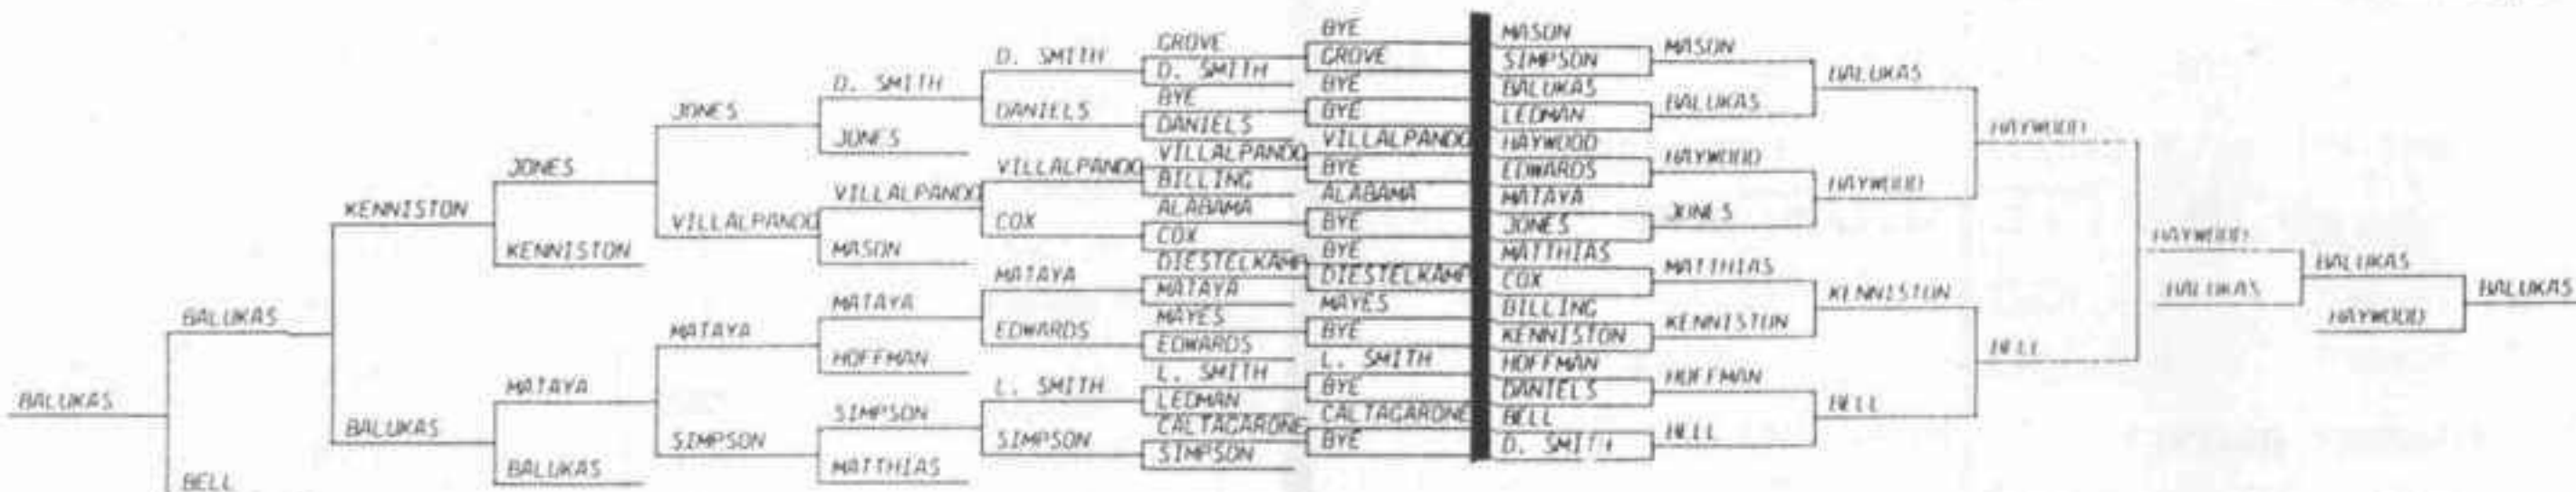 BALUKAS
BALUKAS
BELL
KENNISTON
BALUKAS
JONES
KENNISTON
MATAYA
BALUKAS
JONES
VILLALPANDO
MATAYA
SIMPSON
D. SMITH
JONES
VILLALPANDO
MASON
MATAYA
HOFFMAN
SIMPSON
MATTHIAS
D. SMITH
DANIELS
VILLALPANDO
COX
MATAYA
EDWARDS
L. SMITH
SIMPSON
GROVE
D. SMITH
BYE
DANIELS
VILLALPANDO
BILLING
ALABAMA
COX
DIESTELKAMP
MATAYA
MAYES
EDWARDS
L. SMITH
LEDMAN
CALTAGARONE
SIMPSON
BYE
GROVE
BYE
BYE
VILLALPANDO
BYE
ALABAMA
BYE
BYE
DIESTELKAMP
MAYES
BYE
L. SMITH
BYE
CALTAGARONE
BYE
MASON
SIMPSON
BALUKAS
LEDMAN
HAYWOOD
EDWARDS
MATAYA
JONES
MATTHIAS
COX
BILLING
KENNISTON
HOFFMAN
DANIELS
BELL
D. SMITH
MASON
BALUKAS
HAYWOOD
JONES
MATTHIAS
KENNISTON
HOFFMAN
BELL
BALUKAS
HAYWOOD
KENNISTON
BELL
HAYWOOD
BELL
HAYWOOD
BALUKAS
BALUKAS
HAYWOOD
BALUKAS